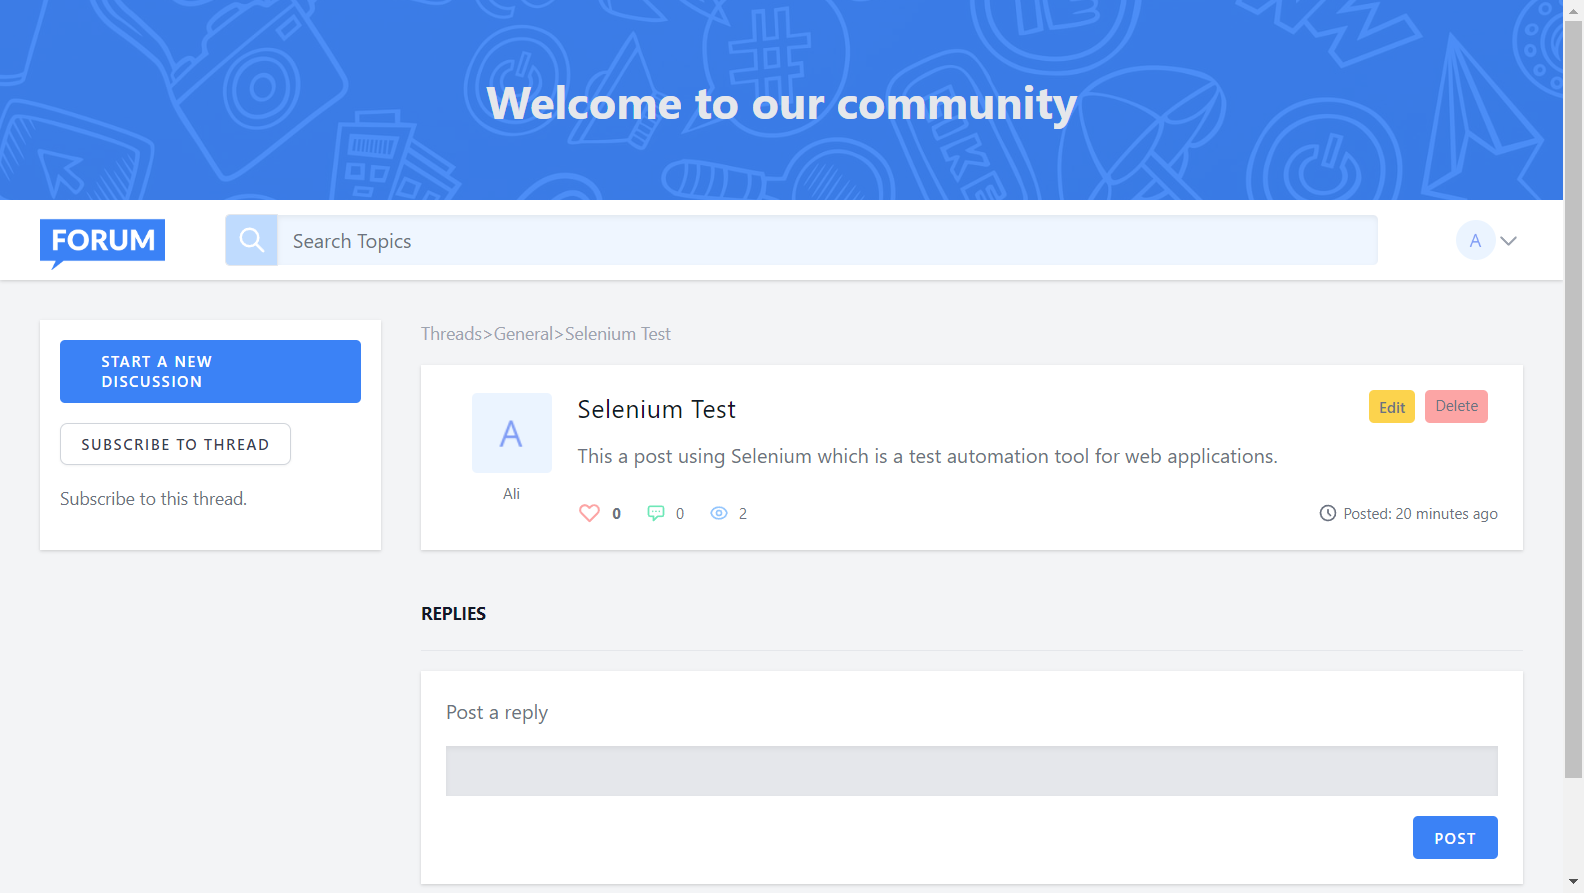 Welcome to our community
FORUM
Search Topics
A
START A NEW
DISCUSSION
SUBSCRIBE TO THREAD
Subscribe to this thread.
Threads>General>Selenium Test
A
Ali
Selenium Test
Edit
Delete
This a post using Selenium which is a test automation tool for web applications.
0
0
2
Posted: 20 minutes ago
REPLIES
Post a reply
POST